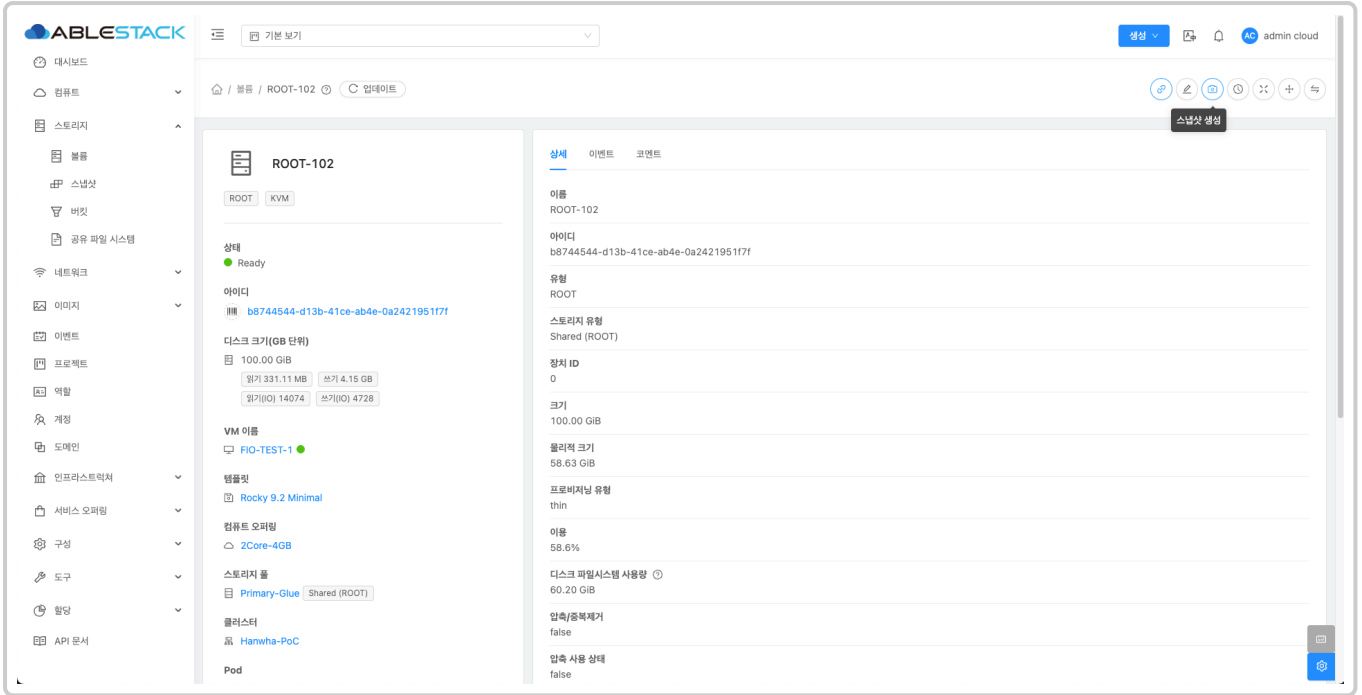 ABLESTACK
기본 보기
생성
AC
admin cloud
대시보드
컴퓨트
스토리지
볼륨
스냅샷
버킷
공유 파일 시스템
네트워크
이미지
이벤트
프로젝트
역할
계정
도메인
인프라스트럭쳐
서비스 오퍼링
구성
도구
할당
API 문서
/ 볼륨 / ROOT-102
업데이트
스냅샷 생성
ROOT-102
ROOT
KVM
상태
Ready
아이디
b8744544-d13b-41ce-ab4e-0a2421951f7f
디스크 크기(GB 단위)
100.00 GiB
읽기 331.11 MB
쓰기 4.15 GB
읽기(IO) 14074
쓰기(IO) 4728
VM 이름
FIO-TEST-1
템플릿
Rocky 9.2 Minimal
컴퓨트 오퍼링
2Core-4GB
스토리지 풀
Primary-Glue Shared (ROOT)
클러스터
Hanwha-PoC
Pod
상세 이벤트 코멘트
이름
ROOT-102
아이디
b8744544-d13b-41ce-ab4e-0a2421951f7f
유형
ROOT
스토리지 유형
Shared (ROOT)
장치 ID
0
크기
100.00 GiB
물리적 크기
58.63 GiB
프로비저닝 유형
thin
이용
58.6%
디스크 파일시스템 사용량
60.20 GiB
압축/중복제거
false
압축 사용 상태
false